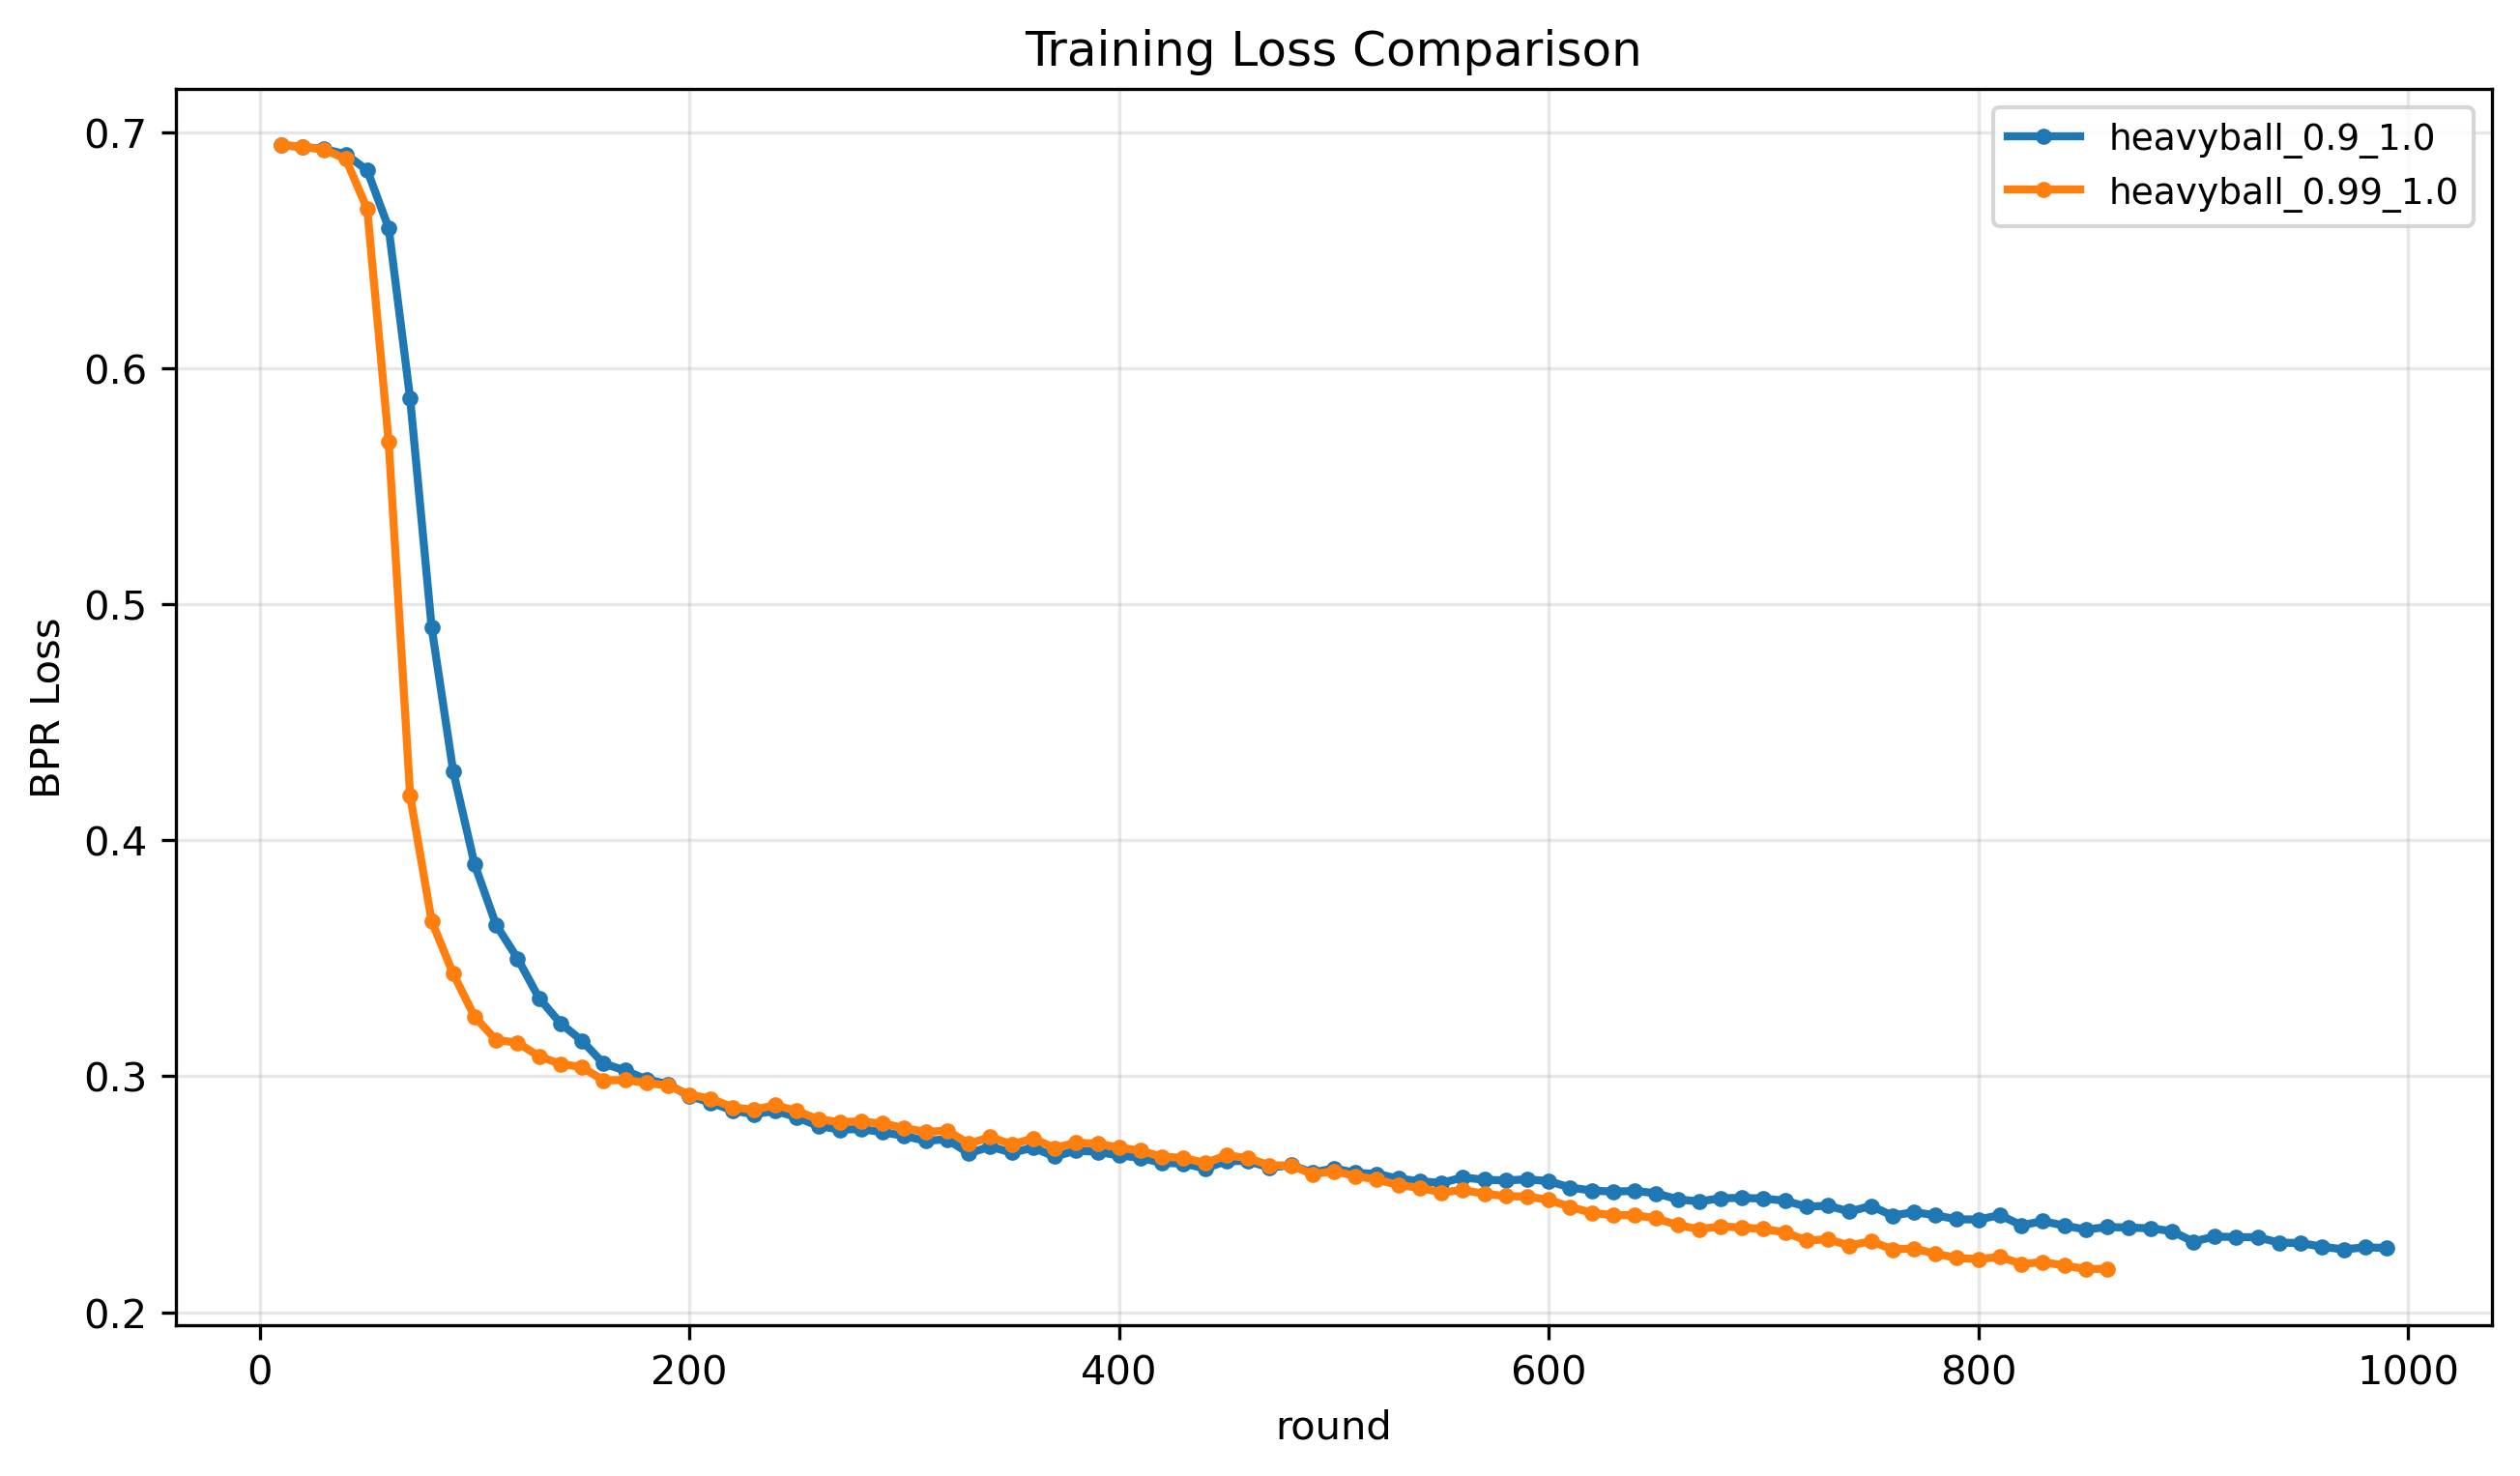 Training Loss Comparison
heavyball_0.9_1.0
heavyball_0.99_1.0
BPR Loss
0.7
0.6
0.5
0.4
0.3
0.2
0 200 400 600 800 1000
round